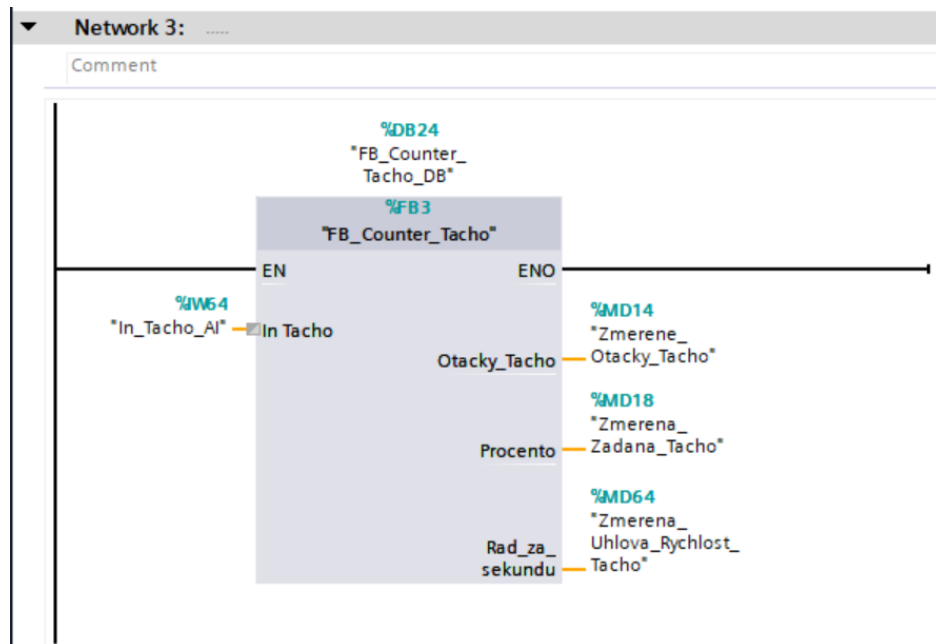 Network 3: .....
Comment
%DB24
"FB_Counter_
Tacho_DB"
%FB3
"FB_Counter_Tacho"
EN
ENO
%IW64
"In_Tacho_AI"
In Tacho
%MD14
"Zmerene_
Otacky_Tacho"
Otacky_Tacho
%MD18
"Zmerena_
Zadana_Tacho"
Procento
%MD64
"Zmerena_
Uhlova_Rychlost_
Tacho"
Rad_za_
sekundu